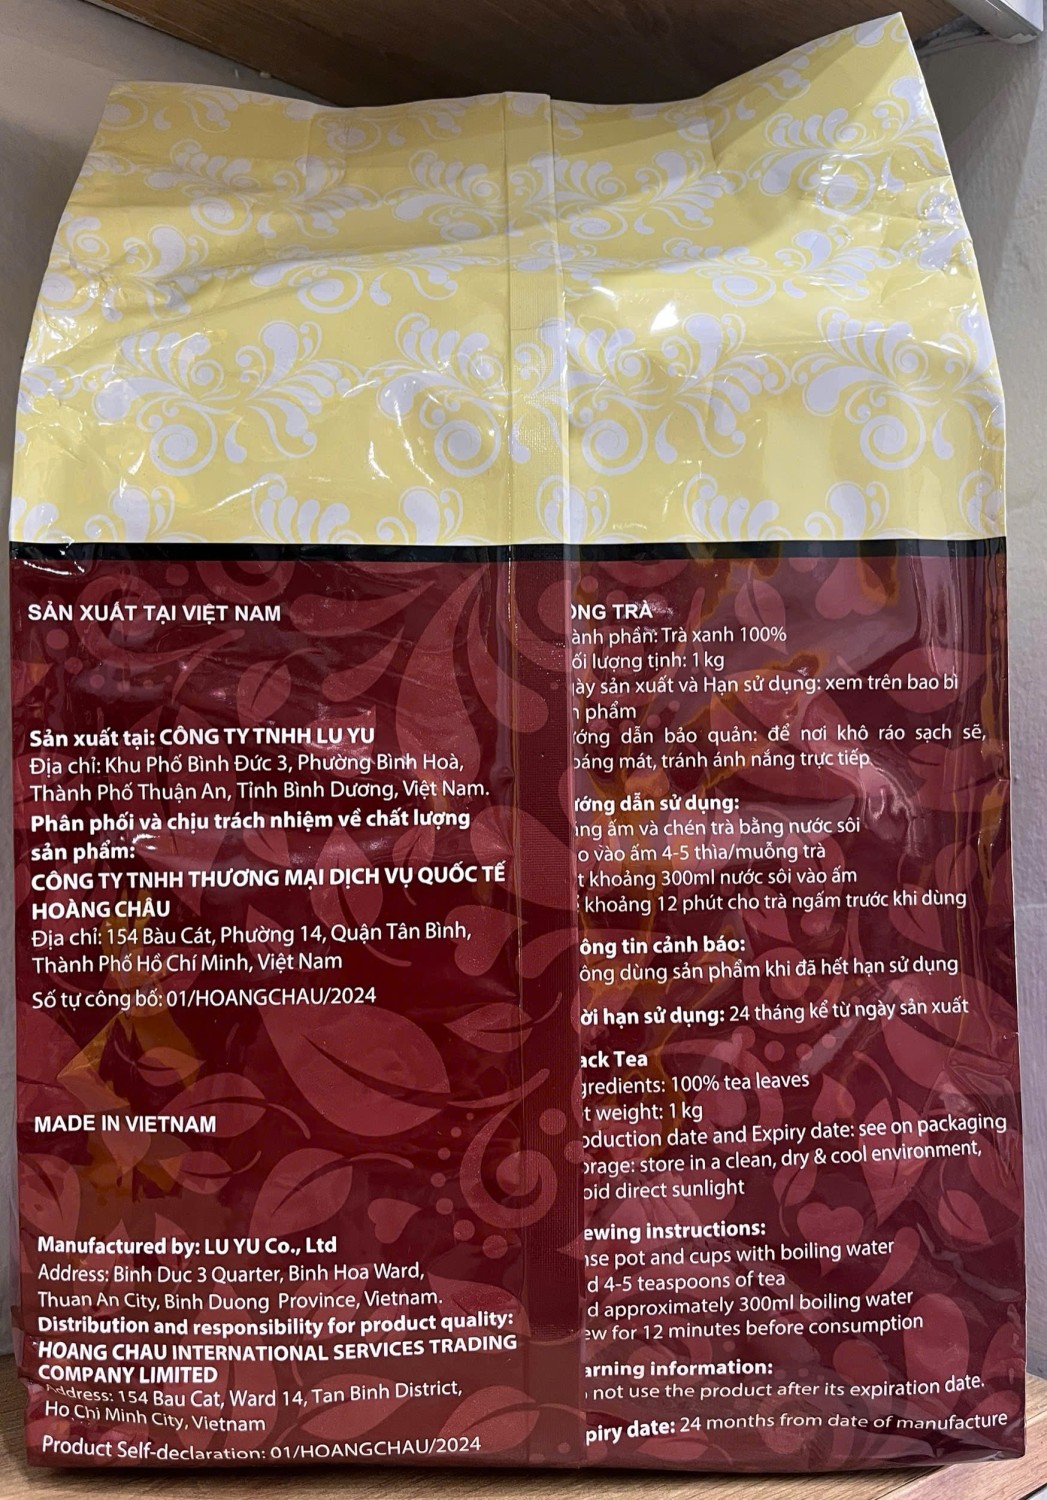 SẢN XUẤT TẠI VIỆT NAM
Sản xuất tại: CÔNG TY TNHH LU YU
Địa chỉ: Khu Phố Bình Đức 3, Phường Bình Hoà,
Thành Phố Thuận An, Tỉnh Bình Dương, Việt Nam.
Phân phối và chịu trách nhiệm về chất lượng
sản phẩm:
CÔNG TY TNHH THƯƠNG MẠI DỊCH VỤ QUỐC TẾ
HOÀNG CHÂU
Địa chỉ: 154 Bàu Cát, Phường 14, Quận Tân Bình,
Thành Phố Hồ Chí Minh, Việt Nam
Số tự công bố: 01/HOANGCHAU/2024
MADE IN VIETNAM
Manufactured by: LU YU Co., Ltd
Address: Binh Duc 3 Quarter, Binh Hoa Ward,
Thuan An City, Binh Duong Province, Vietnam.
Distribution and responsibility for product quality:
HOANG CHAU INTERNATIONAL SERVICES TRADING
COMPANY LIMITED
Address: 154 Bau Cat, Ward 14, Tan Binh District,
Ho Chi Minh City, Vietnam
Product Self-declaration: 01/HOANGCHAU/2024
ỒNG TRÀ
ành phần: Trà xanh 100%
ối lượng tịnh: 1 kg
ày sản xuất và Hạn sử dụng: xem trên bao bì
phẩm
ớng dẫn bảo quản: để nơi khô ráo sạch sẽ,
oáng mát, tránh ánh nắng trực tiếp
ướng dẫn sử dụng:
áng ấm và chén trà bằng nước sôi
o vào ấm 4-5 thìa/muỗng trà
t khoảng 300ml nước sôi vào ấm
khoảng 12 phút cho trà ngấm trước khi dùng
ông tin cảnh báo:
ông dùng sản phẩm khi đã hết hạn sử dụng
ời hạn sử dụng: 24 tháng kể từ ngày sản xuất
ack Tea
gredients: 100% tea leaves
t weight: 1 kg
oduction date and Expiry date: see on packaging
orage: store in a clean, dry & cool environment,
oid direct sunlight
ewing instructions:
nse pot and cups with boiling water
d 4-5 teaspoons of tea
d approximately 300ml boiling water
ew for 12 minutes before consumption
arning information:
not use the product after its expiration date.
piry date: 24 months from date of manufacture